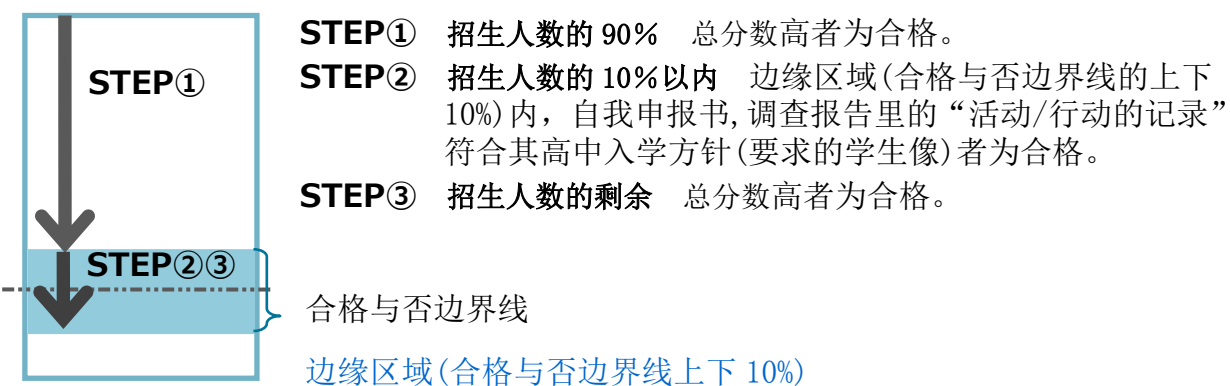 STEP① 招生人数的 90% 总分数高者为合格。
STEP② 招生人数的 10%以内 边缘区域(合格与否边界线的上下
10%)内，自我申报书,调查报告里的“活动/行动的记录”
符合其高中入学方针(要求的学生像)者为合格。
STEP③ 招生人数的剩余 总分数高者为合格。
STEP①
STEP②③
合格与否边界线
边缘区域(合格与否边界线上下 10%)